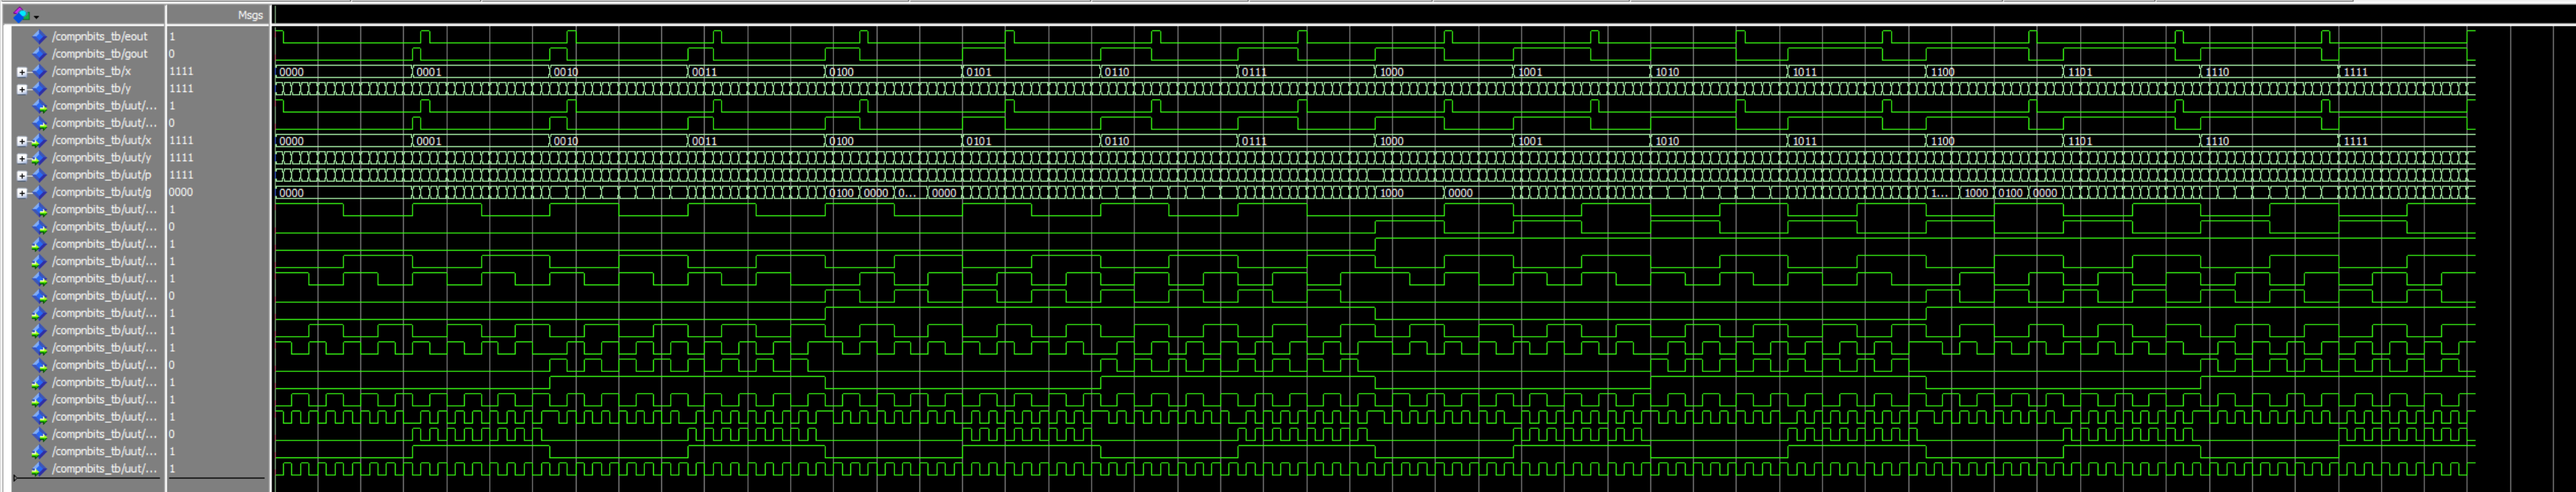 Msgs
/compnbits_tb/eout 1
/compnbits_tb/gout 0
/compnbits_tb/x 1111 0000 0001 0010 0011 0100 0101 0110 0111 1000 1001 1010 1011 1100 1101 1110 1111
/compnbits_tb/y 1111
/compnbits_tb/uut/... 1
/compnbits_tb/uut/... 0
/compnbits_tb/uut/x 1111 0000 0001 0010 0011 0100 0101 0110 0111 1000 1001 1010 1011 1100 1101 1110 1111
/compnbits_tb/uut/y 1111
/compnbits_tb/uut/p 1111
/compnbits_tb/uut/g 0000 0000 0100 0000 0... 0000 1000 0000 1... 1000 0100 0000
/compnbits_tb/uut/... 1
/compnbits_tb/uut/... 0
/compnbits_tb/uut/... 1
/compnbits_tb/uut/... 1
/compnbits_tb/uut/... 1
/compnbits_tb/uut/... 0
/compnbits_tb/uut/... 1
/compnbits_tb/uut/... 1
/compnbits_tb/uut/... 1
/compnbits_tb/uut/... 0
/compnbits_tb/uut/... 1
/compnbits_tb/uut/... 1
/compnbits_tb/uut/... 1
/compnbits_tb/uut/... 0
/compnbits_tb/uut/... 1
/compnbits_tb/uut/... 1